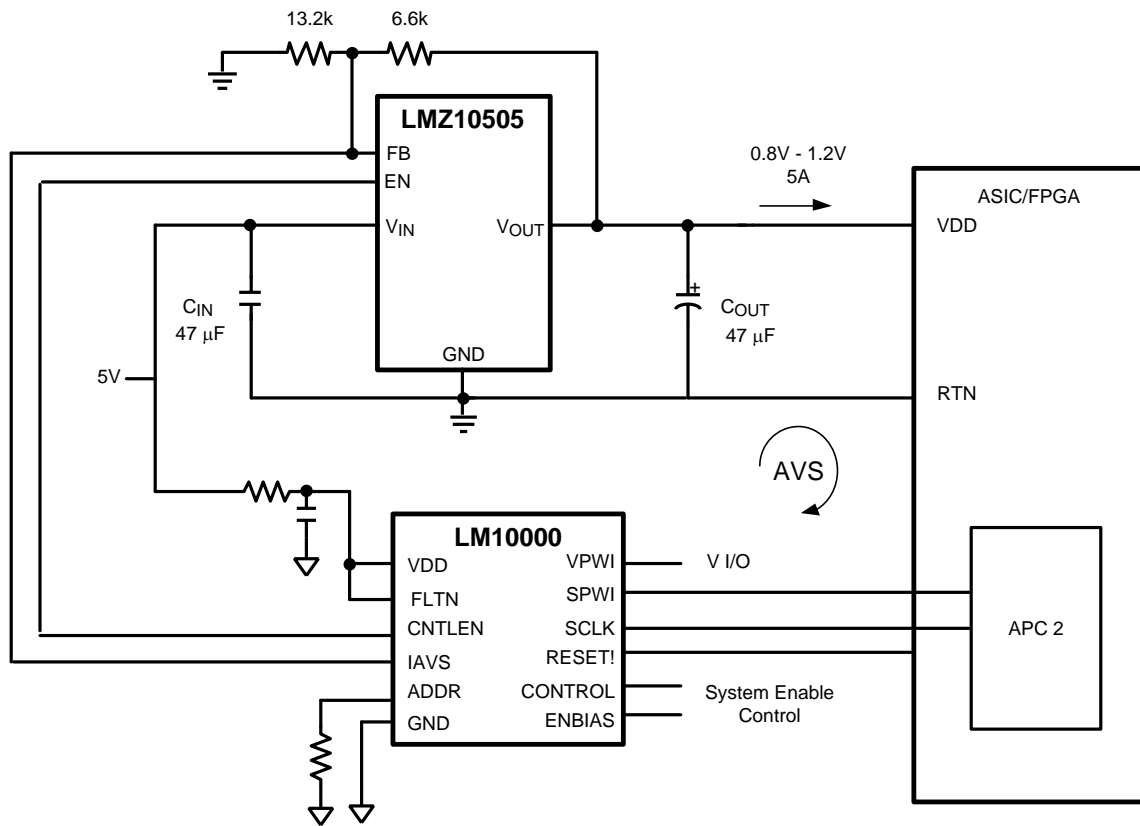 13.2k
6.6k
LMZ10505
FB
EN
VIN
VOUT
GND
0.8V - 1.2V
5A
ASIC/FPGA
VDD
RTN
CIN
47 µF
COUT
+
47 µF
5V
AVS
LM10000
VDD
FLTN
CNTLEN
IAVS
ADDR
GND
VPWI
SPWI
SCLK
RESET!
CONTROL
ENBIAS
V I/O
System Enable
Control
APC 2